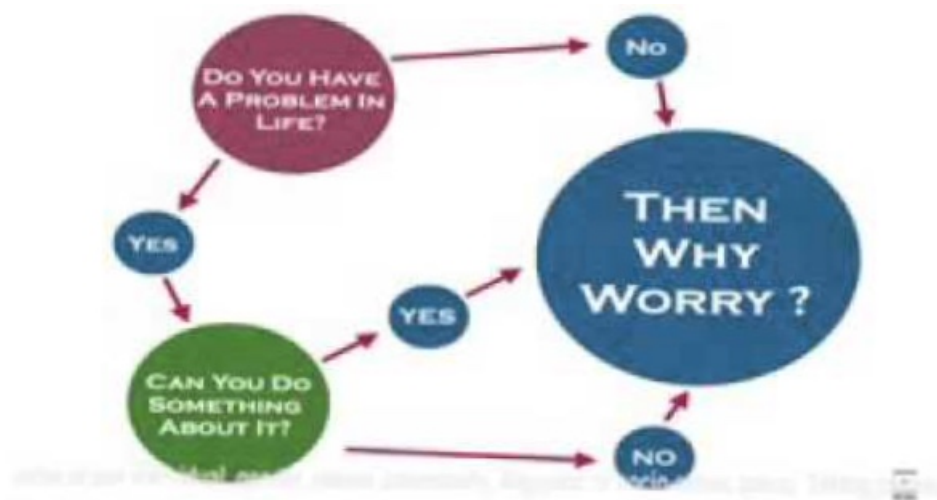 DO YOU HAVE
A PROBLEM IN
LIFE?
NO
YES
THEN
WHY
WORRY ?
YES
CAN YOU DO
SOMETHING
ABOUT IT?
NO